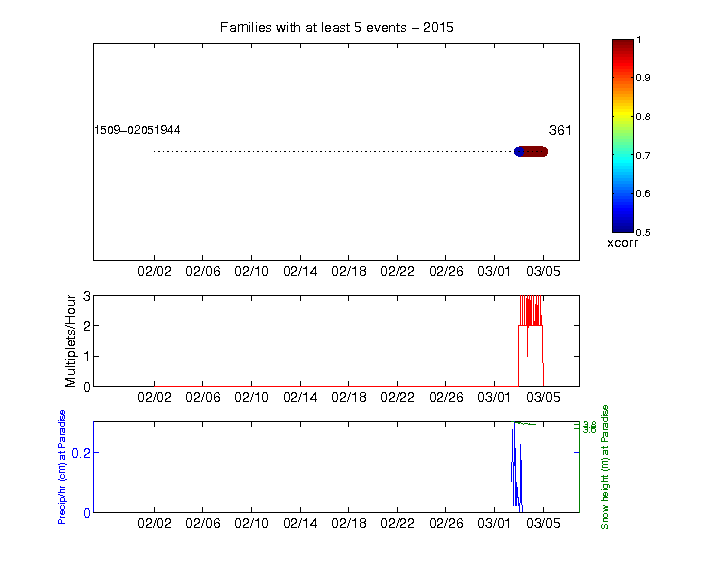 Families with at least 5 events – 2015
1509–02051944
361
1
0.9
0.8
0.7
0.6
0.5
xcorr
02/02 02/06 02/10 02/14 02/18 02/22 02/26 03/01 03/05
Multiplets/Hour
3
2
1
0
02/02 02/06 02/10 02/14 02/18 02/22 02/26 03/01 03/05
Precip/hr (cm) at Paradise
0.2
0
Snow height (m) at Paradise
02/02 02/06 02/10 02/14 02/18 02/22 02/26 03/01 03/05